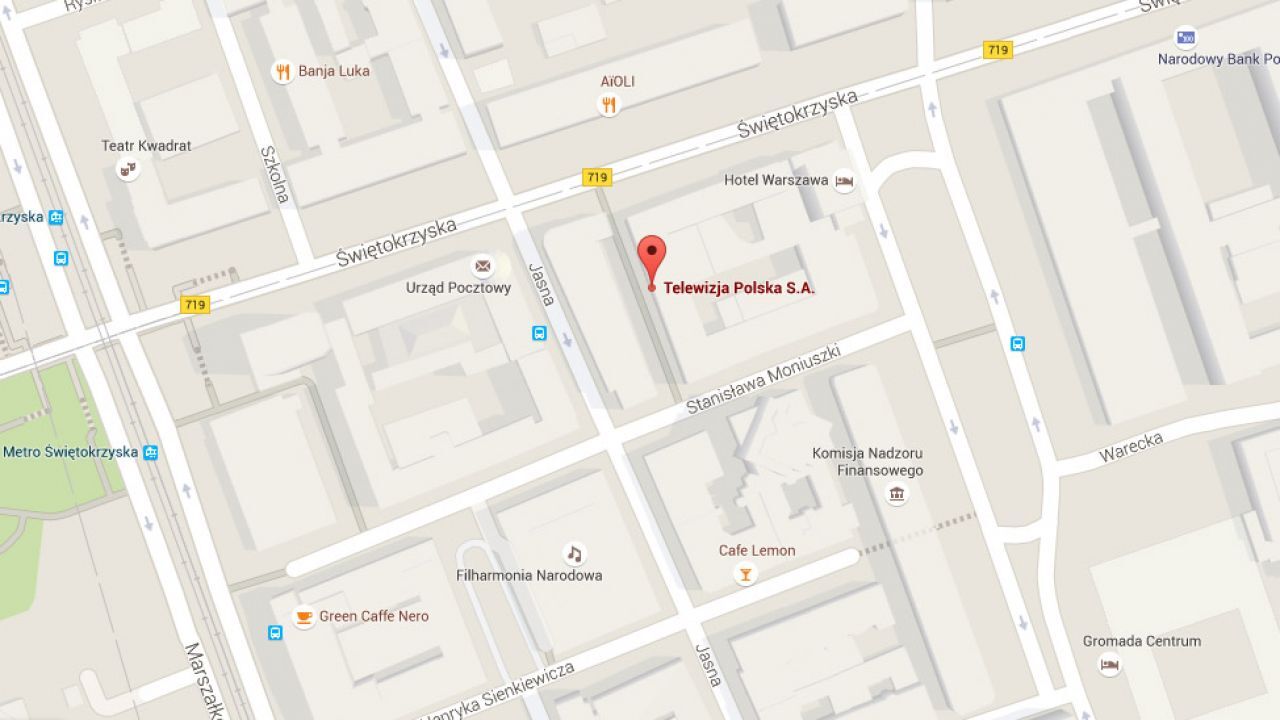 719
Narodowy Bank Po
Banja Luka
AïOLI
Świętokrzyska
Teatr Kwadrat
Szkolna
719
Hotel Warszawa
rzyska
Świętokrzyska
Urząd Pocztowy
Jasna
Telewizja Polska S.A.
719
Stanisława Moniuszki
Metro Świętokrzyska
Warecka
Komisja Nadzoru
Finansowego
Cafe Lemon
Filharmonia Narodowa
Green Caffe Nero
Gromada Centrum
Jasna
Marszałk
Henryka Sienkiewicza